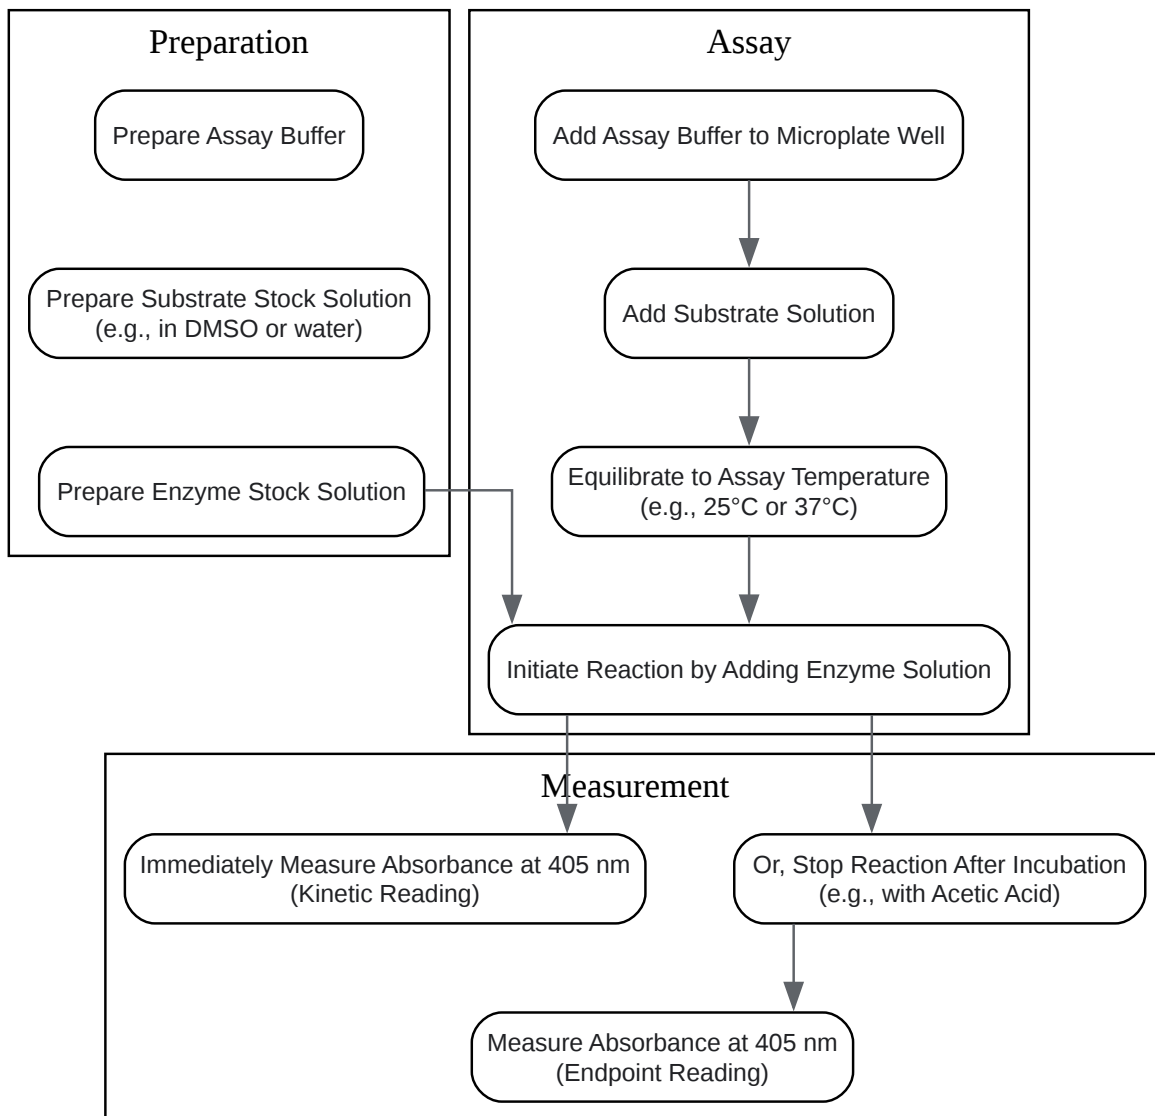 Preparation
Prepare Assay Buffer
Prepare Substrate Stock Solution
(e.g., in DMSO or water)
Prepare Enzyme Stock Solution
Assay
Add Assay Buffer to Microplate Well
Add Substrate Solution
Equilibrate to Assay Temperature
(e.g., 25°C or 37°C)
Initiate Reaction by Adding Enzyme Solution
Measurement
Immediately Measure Absorbance at 405 nm
(Kinetic Reading)
Or, Stop Reaction After Incubation
(e.g., with Acetic Acid)
Measure Absorbance at 405 nm
(Endpoint Reading)